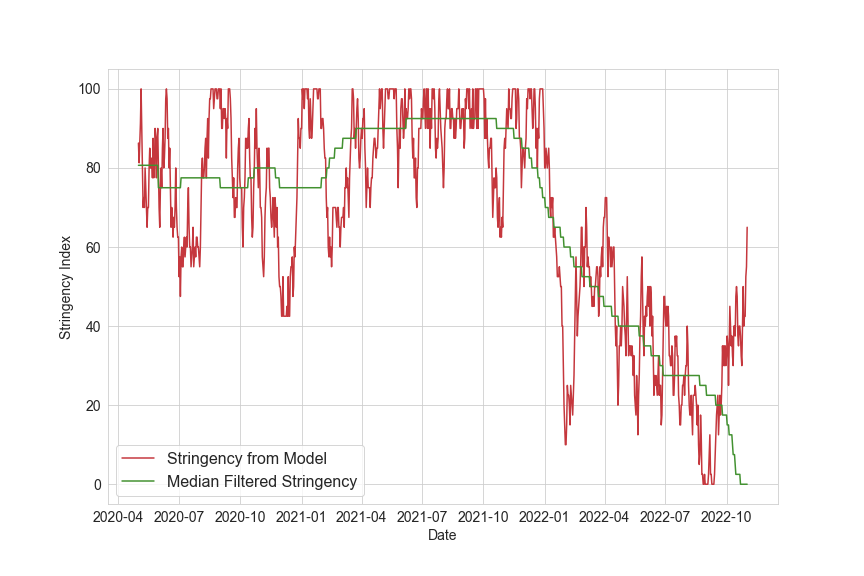 100
80
60
40
20
0
Stringency Index
Stringency from Model
Median Filtered Stringency
2020-04 2020-07 2020-10 2021-01 2021-04 2021-07 2021-10 2022-01 2022-04 2022-07 2022-10
Date